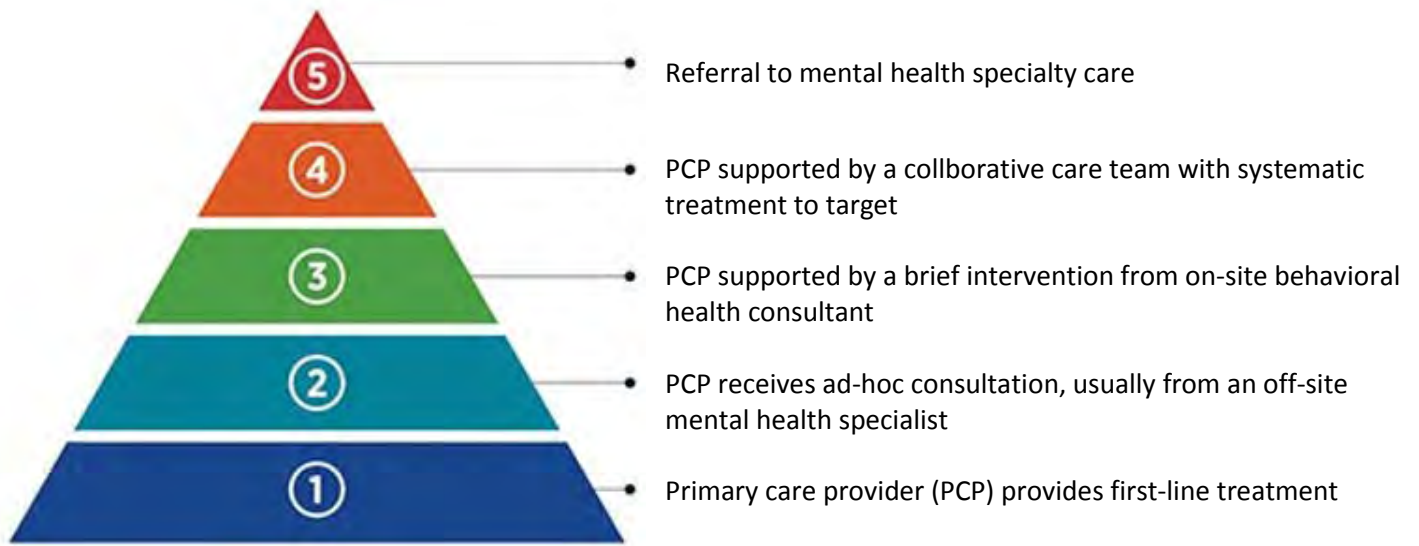 5
Referral to mental health specialty care
4
PCP supported by a collborative care team with systematic
treatment to target
3
PCP supported by a brief intervention from on-site behavioral
health consultant
2
PCP receives ad-hoc consultation, usually from an off-site
mental health specialist
1
Primary care provider (PCP) provides first-line treatment